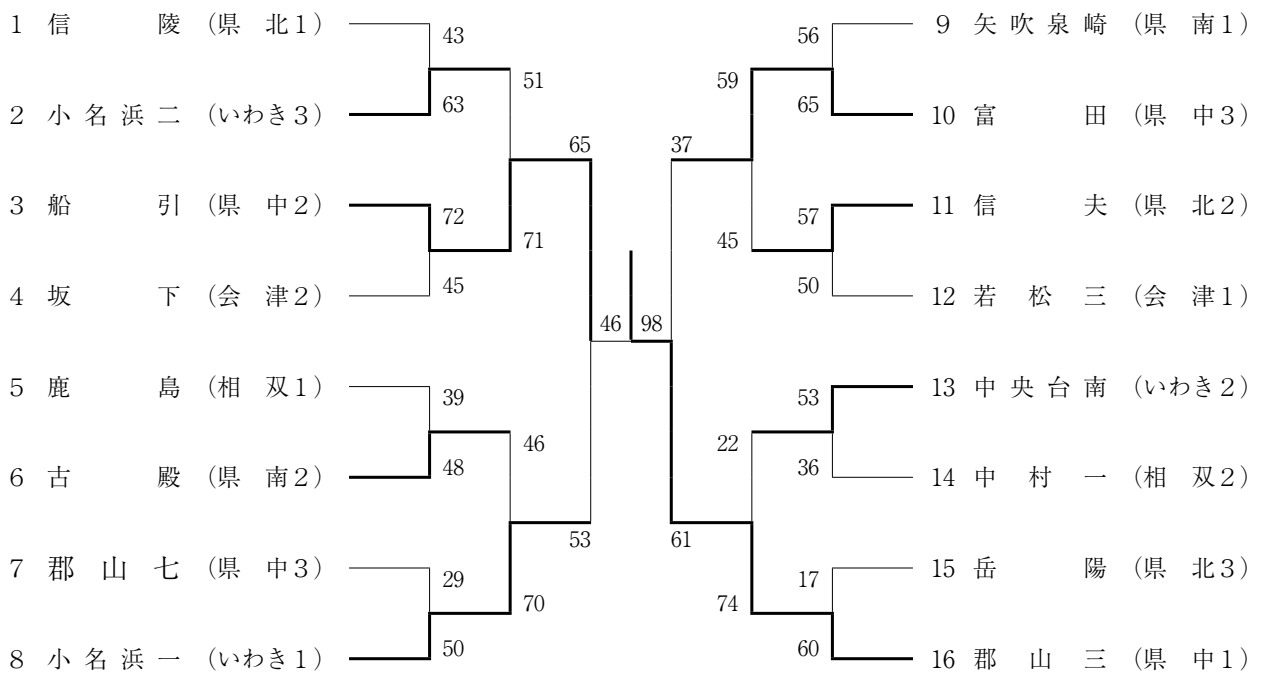 1 信陵 (県 北1)
43
51
2 小名浜二 (いわき3)
63
65
3 船引 (県 中2)
72
71
4 坂下 (会 津2)
45
5 鹿島 (相 双1)
39
46
6 古殿 (県 南2)
48
53
7 郡山七 (県 中3)
29
70
8 小名浜一 (いわき1)
50
46 98
9 矢吹泉崎 (県 南1)
56
59
10 富田 (県 中3)
65
37
11 信夫 (県 北2)
57
45
12 若松三 (会 津1)
50
13 中央台南 (いわき2)
53
22
14 中村一 (相 双2)
36
61
15 岳陽 (県 北3)
17
74
16 郡山三 (県 中1)
60